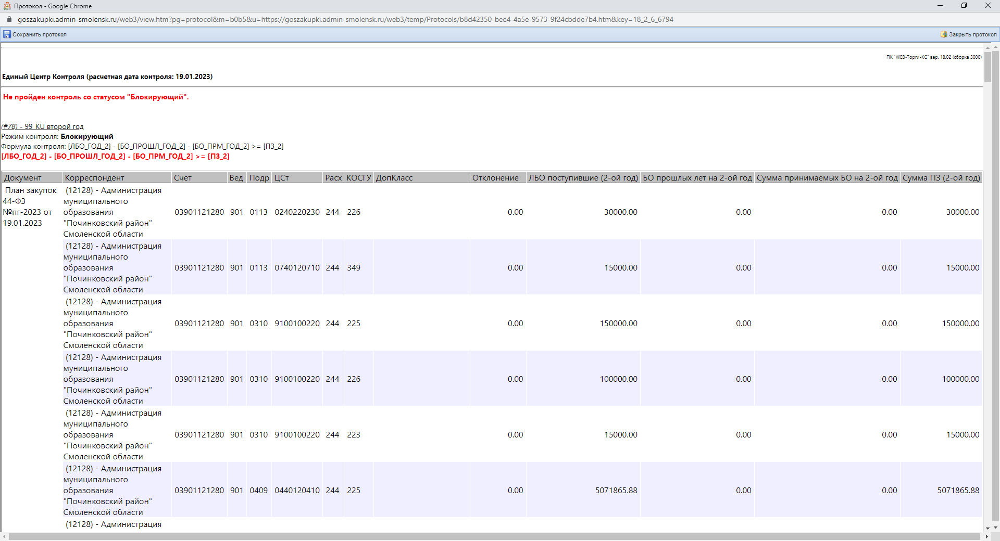 Протокол - Google Chrome
goszakupki.admin-smolensk.ru/web3/view.htm?pg=protocol&m=b0b5&u=https://goszakupki.admin-smolensk.ru/web3/temp/Protocols/b8d42350-bee4-4a5e-9573-9f24cbdde7b4.htm&key=18_2_6_6794
Сохранить протокол Закрыть протокол
ПК "WEB-Торги-КС" вер. 18.02 (сборка 3000)
Единый Центр Контроля (расчетная дата контроля: 19.01.2023)
Не пройден контроль со статусом "Блокирующий".
(#78) - 99_KU второй год
Режим контроля: Блокирующий
Формула контроля: [ЛБО_ГОД_2] - [БО_ПРОШЛ_ГОД_2] - [БО_ПРМ_ГОД_2] >= [ПЗ_2]
[ЛБО_ГОД_2] - [БО_ПРОШЛ_ГОД_2] - [БО_ПРМ_ГОД_2] >= [ПЗ_2]
Документ Корреспондент Счет Вед Подр ЦСт Расх КОСГУ ДопКласс Отклонение ЛБО поступившие (2-ой год) БО прошлых лет на 2-ой год Сумма принимаемых БО на 2-ой год Сумма ПЗ (2-ой год)
План закупок (12128) - Администрация
44-ФЗ муниципального
№пг-2023 от образования 03901121280 901 0113 0240220230 244 226 0.00 30000.00 0.00 0.00 30000.00
19.01.2023 "Починковский район"
Смоленской области
(12128) - Администрация
муниципального
образования 03901121280 901 0113 0740120710 244 349 0.00 15000.00 0.00 0.00 15000.00
"Починковский район"
Смоленской области
(12128) - Администрация
муниципального
образования 03901121280 901 0310 9100100220 244 225 0.00 150000.00 0.00 0.00 150000.00
"Починковский район"
Смоленской области
(12128) - Администрация
муниципального
образования 03901121280 901 0310 9100100220 244 226 0.00 100000.00 0.00 0.00 100000.00
"Починковский район"
Смоленской области
(12128) - Администрация
муниципального
образования 03901121280 901 0310 9100100220 244 223 0.00 15000.00 0.00 0.00 15000.00
"Починковский район"
Смоленской области
(12128) - Администрация
муниципального
образования 03901121280 901 0409 0440120410 244 225 0.00 5071865.88 0.00 0.00 5071865.88
"Починковский район"
Смоленской области
(12128) - Администрация